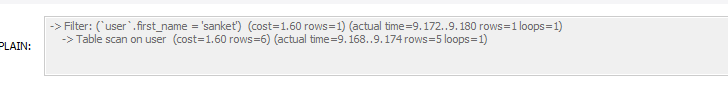 -> Filter: (`user`.first_name = 'sanket')  (cost=1.60 rows=1) (actual time=9.172..9.180 rows=1 loops=1)
PLAIN:
-> Table scan on user  (cost=1.60 rows=6) (actual time=9.168..9.174 rows=5 loops=1)